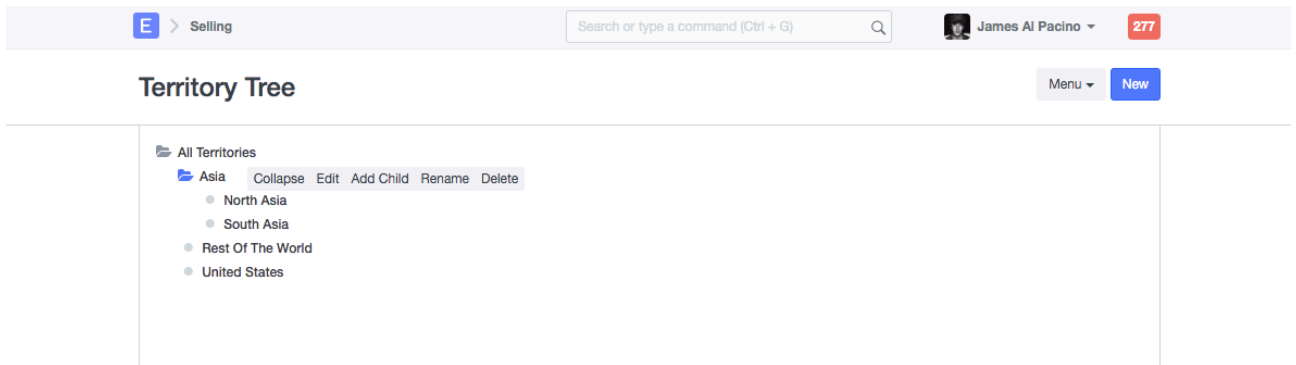 E Selling Search or type a command (Ctrl + G) James Al Pacino 277
Territory Tree Menu New
All Territories
Asia Collapse Edit Add Child Rename Delete
North Asia
South Asia
Rest Of The World
United States